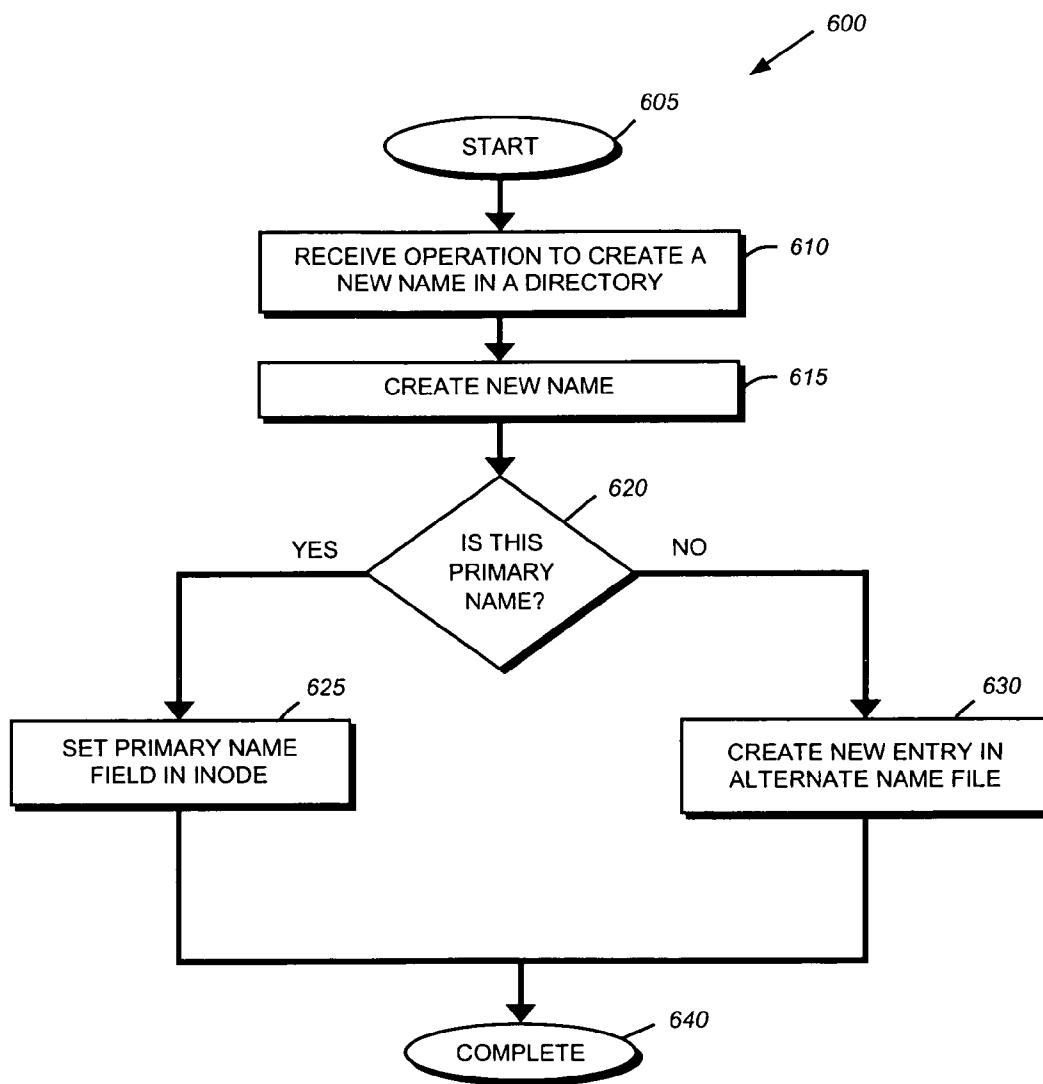 600
605
START
RECEIVE OPERATION TO CREATE A
NEW NAME IN A DIRECTORY
610
CREATE NEW NAME
615
620
YES
IS THIS
PRIMARY
NAME?
NO
625
SET PRIMARY NAME
FIELD IN INODE
630
CREATE NEW ENTRY IN
ALTERNATE NAME FILE
640
COMPLETE